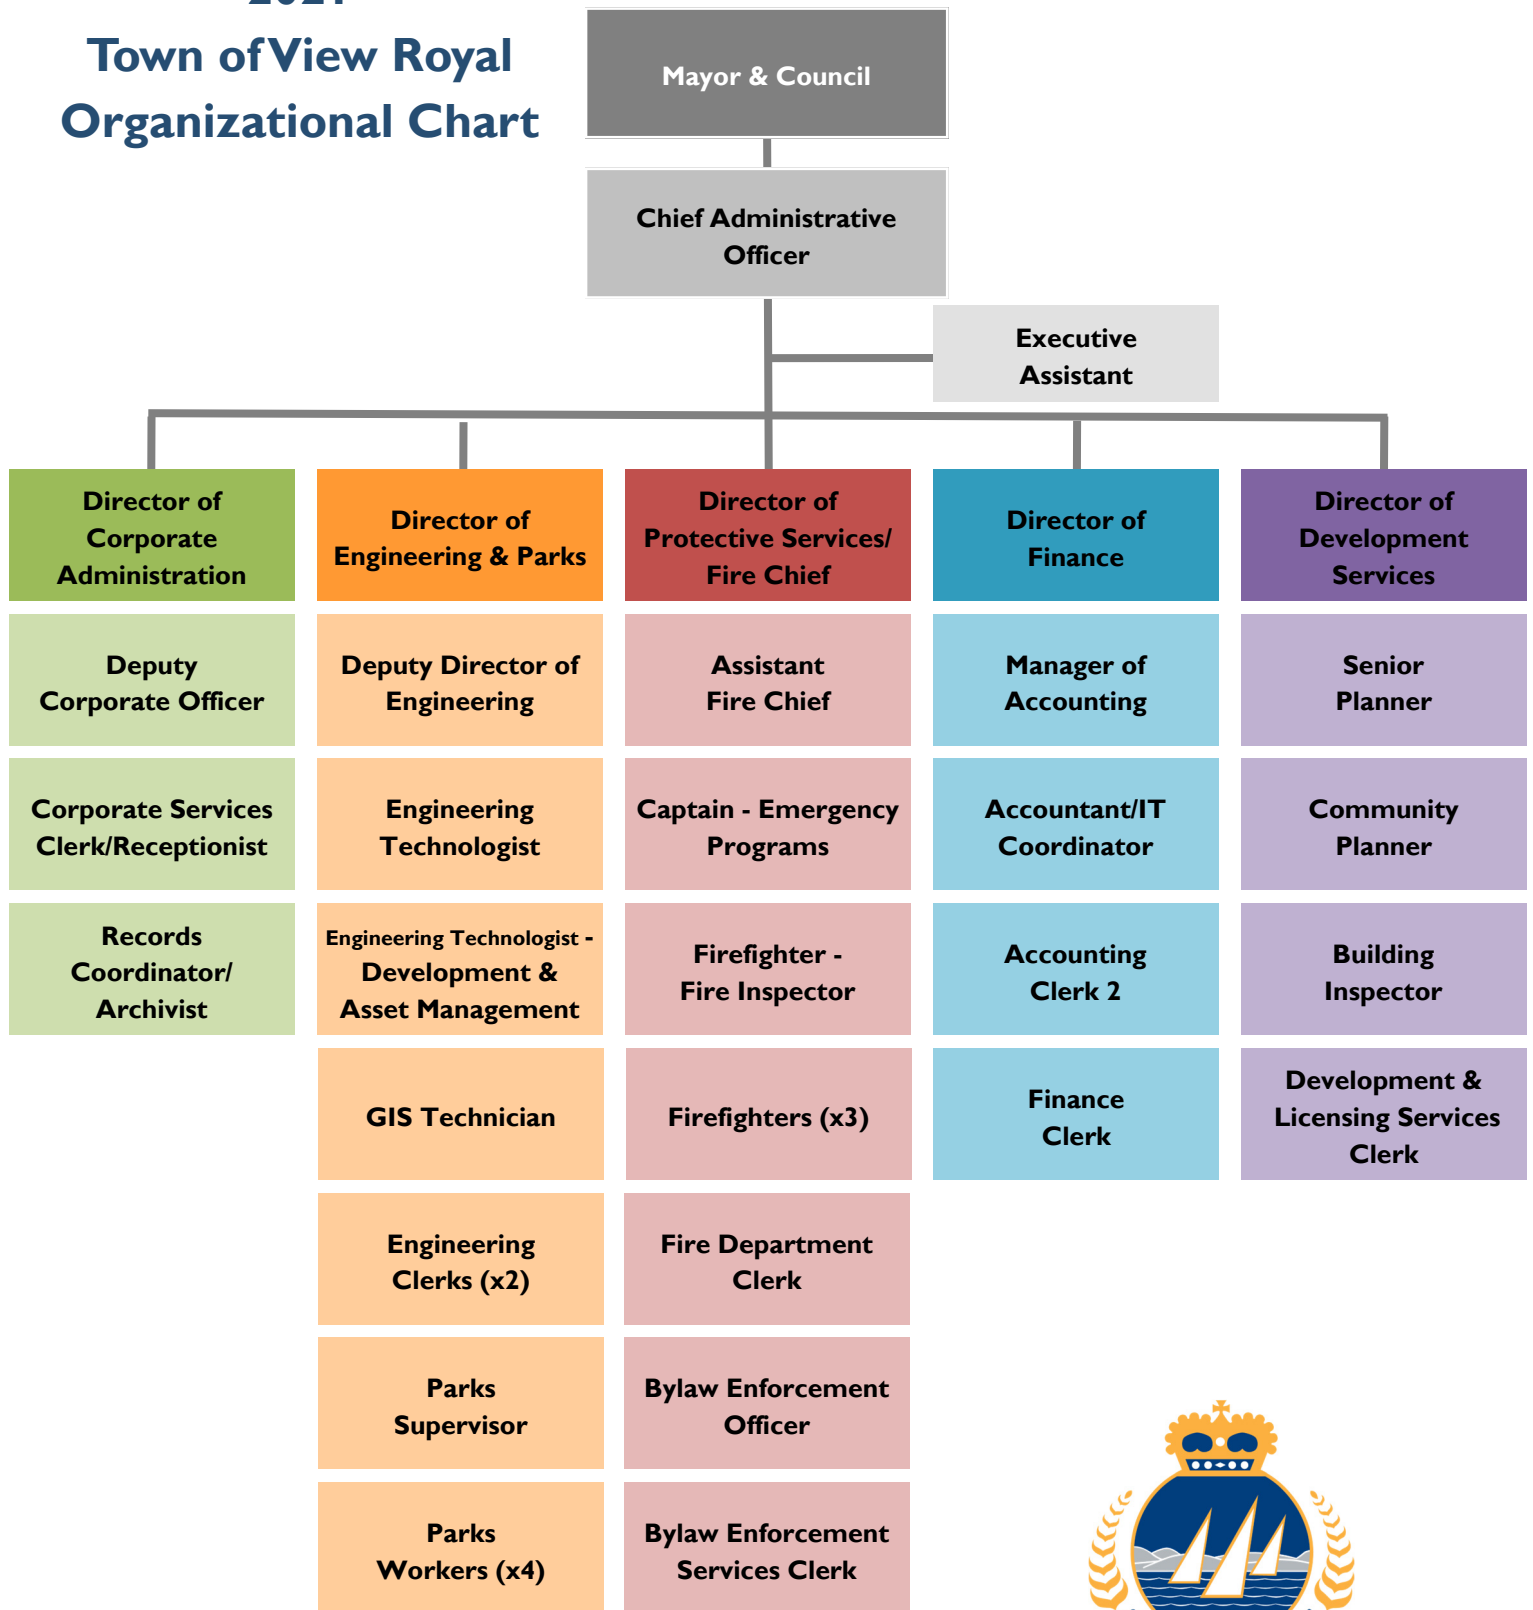 Town of View Royal
Organizational Chart
Mayor & Council
Chief Administrative
Officer
Executive
Assistant
Director of
Corporate
Administration
Deputy
Corporate Officer
Corporate Services
Clerk/Receptionist
Records
Coordinator/
Archivist
Director of
Engineering & Parks
Deputy Director of
Engineering
Engineering
Technologist
Engineering Technologist -
Development &
Asset Management
GIS Technician
Engineering
Clerks (x2)
Parks
Supervisor
Parks
Workers (x4)
Director of
Protective Services/
Fire Chief
Assistant
Fire Chief
Captain - Emergency
Programs
Firefighter -
Fire Inspector
Firefighters (x3)
Fire Department
Clerk
Bylaw Enforcement
Officer
Bylaw Enforcement
Services Clerk
Director of
Finance
Manager of
Accounting
Accountant/IT
Coordinator
Accounting
Clerk 2
Finance
Clerk
Director of
Development
Services
Senior
Planner
Community
Planner
Building
Inspector
Development &
Licensing Services
Clerk